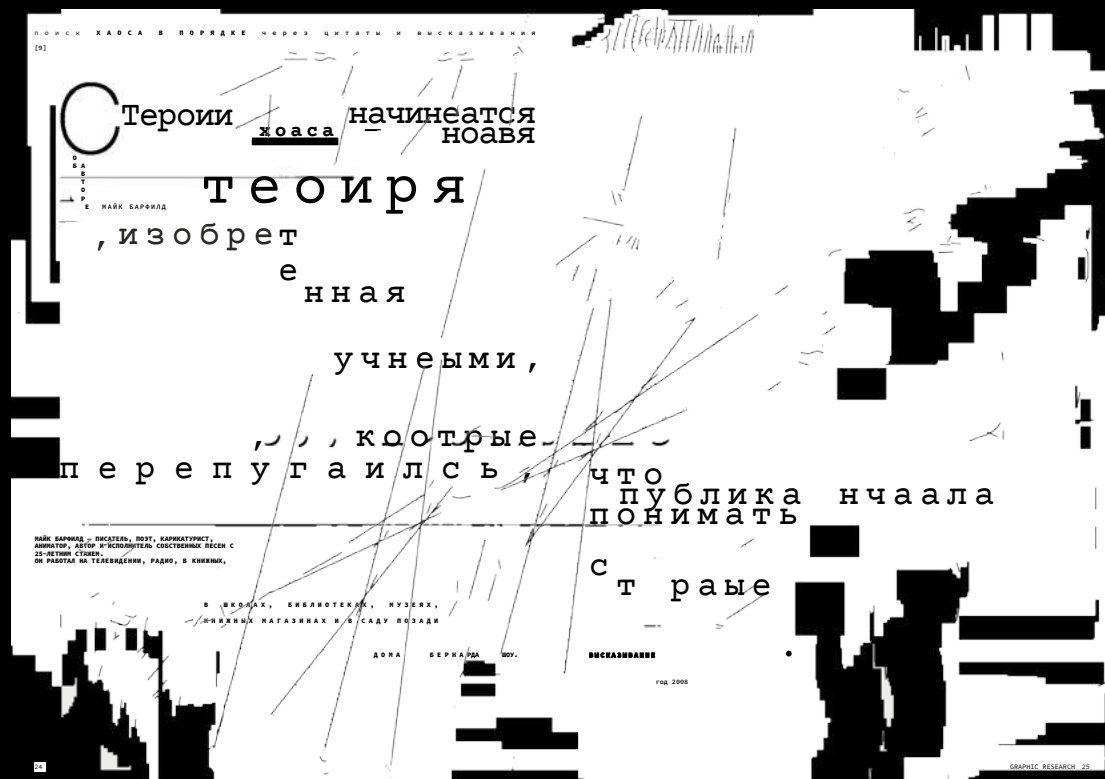 поиск ХАОСА В ПОРЯДКЕ через цитаты и высказывания
[9]
С Тероии хоаса — начинеатся
ноавя
теоиря
ОБ АВТОРЕ
МАЙК БАРФИЛД
,изобрет
е
нная
учнеыми,
, коотрые
перепугаилсь,
что
публика нчаала
понимать
с
т раые
МАЙК БАРФИЛД – ПИСАТЕЛЬ, ПОЭТ, КАРИКАТУРИСТ,
АНИМАТОР, АВТОР И ИСПОЛНИТЕЛЬ СОБСТВЕННЫХ ПЕСЕН С
25-ЛЕТНИМ СТАЖЕМ.
ОН РАБОТАЛ НА ТЕЛЕВИДЕНИИ, РАДИО, В КНИЖНЫХ,
В ШКОЛАХ, БИБЛИОТЕКАХ, МУЗЕЯХ,
КНИЖНЫХ МАГАЗИНАХ И В САДУ ПОЗАДИ
ДОМА БЕРНАРДА ШОУ.
ВЫСКАЗЫВАНИЯ
год 2008
24
GRAPHIC RESEARCH 25